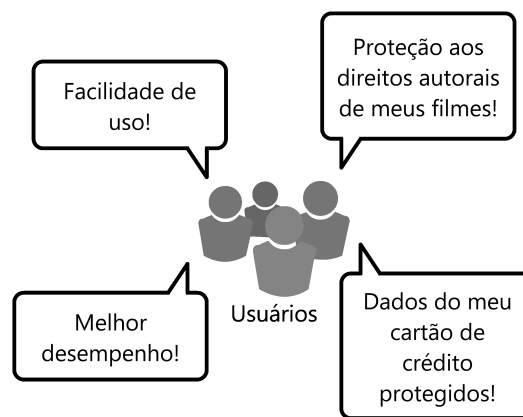 Facilidade de
uso!
Proteção aos
direitos autorais
de meus filmes!
Melhor
desempenho!
Usuários
Dados do meu
cartão de
crédito
protegidos!